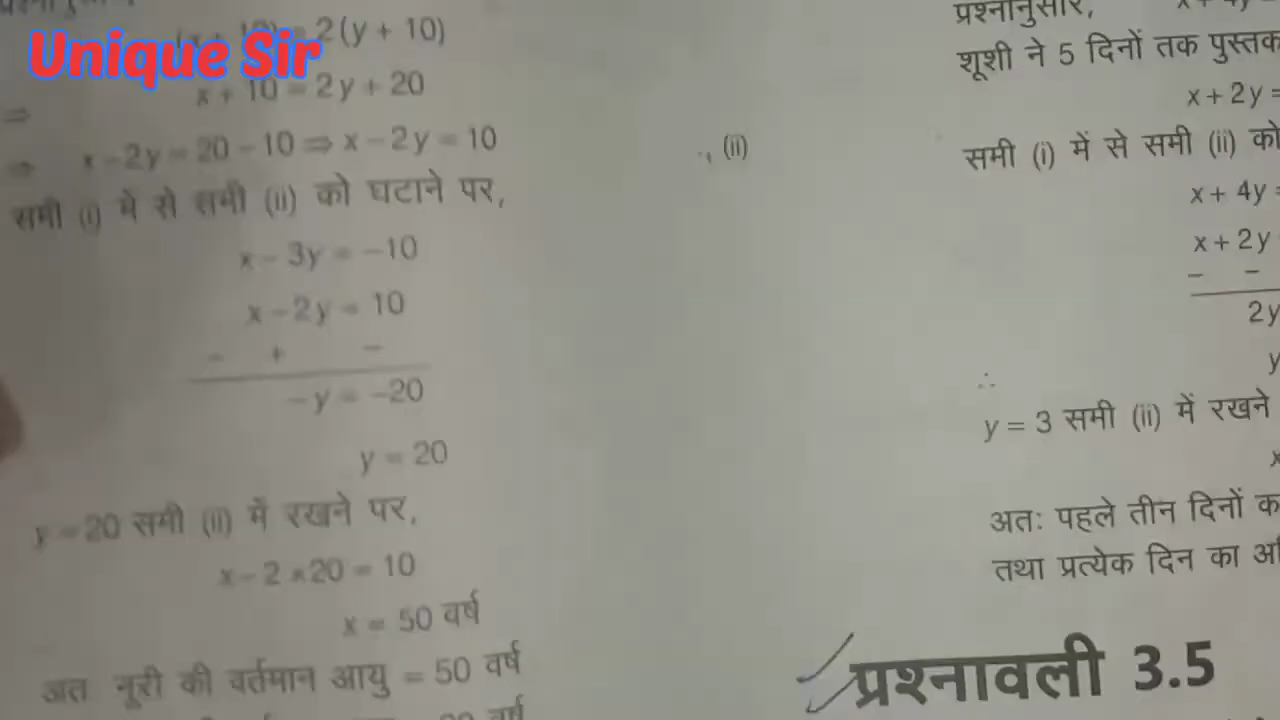 Unique Sir
2(y + 10)
⇒ x + 10 = 2y + 20
⇒ x – 2y = 20 – 10 ⇒ x – 2y = 10 ., (ii)
समी (i) में से समी (ii) को घटाने पर,
x – 3y = –10
x – 2y = 10
– + –
– y = –20
y = 20
y = 20 समी (ii) में रखने पर,
x – 2 × 20 = 10
x = 50 वर्ष
अत नूरी की वर्तमान आयु = 50 वर्ष
प्रश्नानुसार,
शूशी ने 5 दिनों तक पुस्तक
x + 2y =
समी (i) में से समी (ii) को
x + 4y =
x + 2y
– –
2y
∴ y
y = 3 समी (ii) में रखने
x
अतः पहले तीन दिनों क
तथा प्रत्येक दिन का
प्रश्नावली 3.5